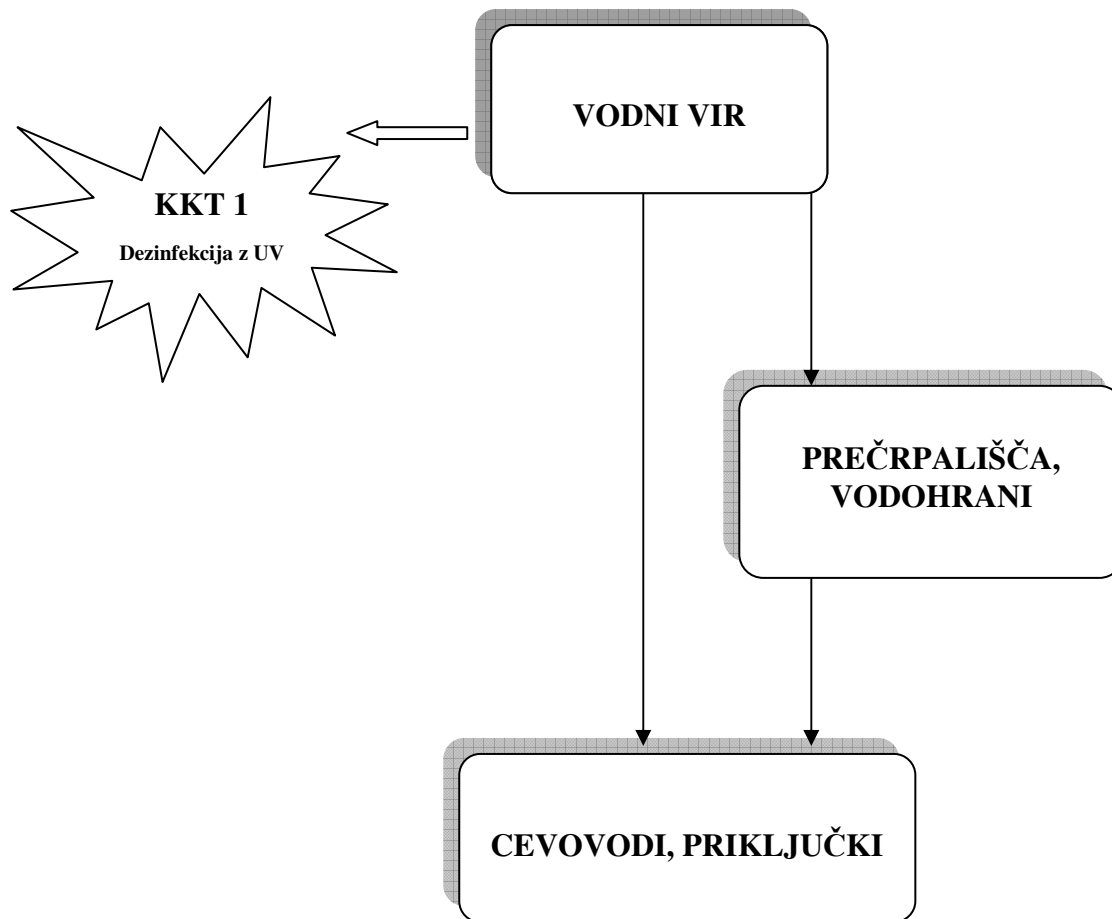 VODNI VIR
KKT 1
Dezinfekcija z UV
PREČRPALIŠČA,
VODOHRANI
CEVOVODI, PRIKLJUČKI